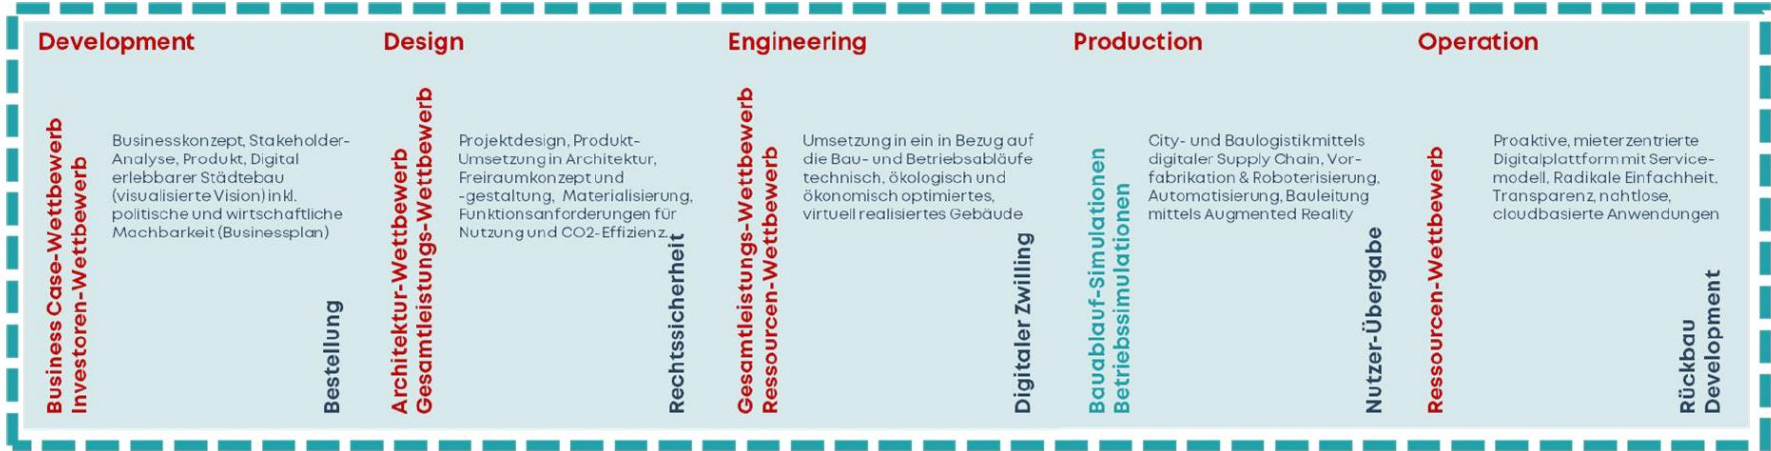 Development
Business Case-Wettbewerb
Investoren-Wettbewerb
Businesskonzept, Stakeholder-
Analyse, Produkt, Digital
erlebbarer Städtebau
(visualisierte Vision) inkl.
politische und wirtschaftliche
Machbarkeit (Businessplan)
Bestellung
Design
Architektur-Wettbewerb
Gesamtleistungs-Wettbewerb
Projektdesign, Produkt-
Umsetzung in Architektur,
Freiraumkonzept und
-gestaltung, Materialisierung,
Funktionsanforderungen für
Nutzung und CO2-Effizienz.
Rechtssicherheit
Engineering
Gesamtleistungs-Wettbewerb
Ressourcen-Wettbewerb
Umsetzung in ein in Bezug auf
die Bau- und Betriebsabläufe
technisch, ökologisch und
ökonomisch optimiertes,
virtuell realisiertes Gebäude
Digitaler Zwilling
Production
Bauablauf-Simulationen
Betriebssimulationen
City- und Baulogistikmittels
digitaler Supply Chain, Vor-
fabrikation & Roboterisierung,
Automatisierung, Bauleitung
mittels Augmented Reality
Nutzer-Übergabe
Operation
Ressourcen-Wettbewerb
Proaktive, mieterzentrierte
Digitalplattform mit Service-
modell, Radikale Einfachheit,
Transparenz, nahtlose,
cloudbasierte Anwendungen
Rückbau
Development